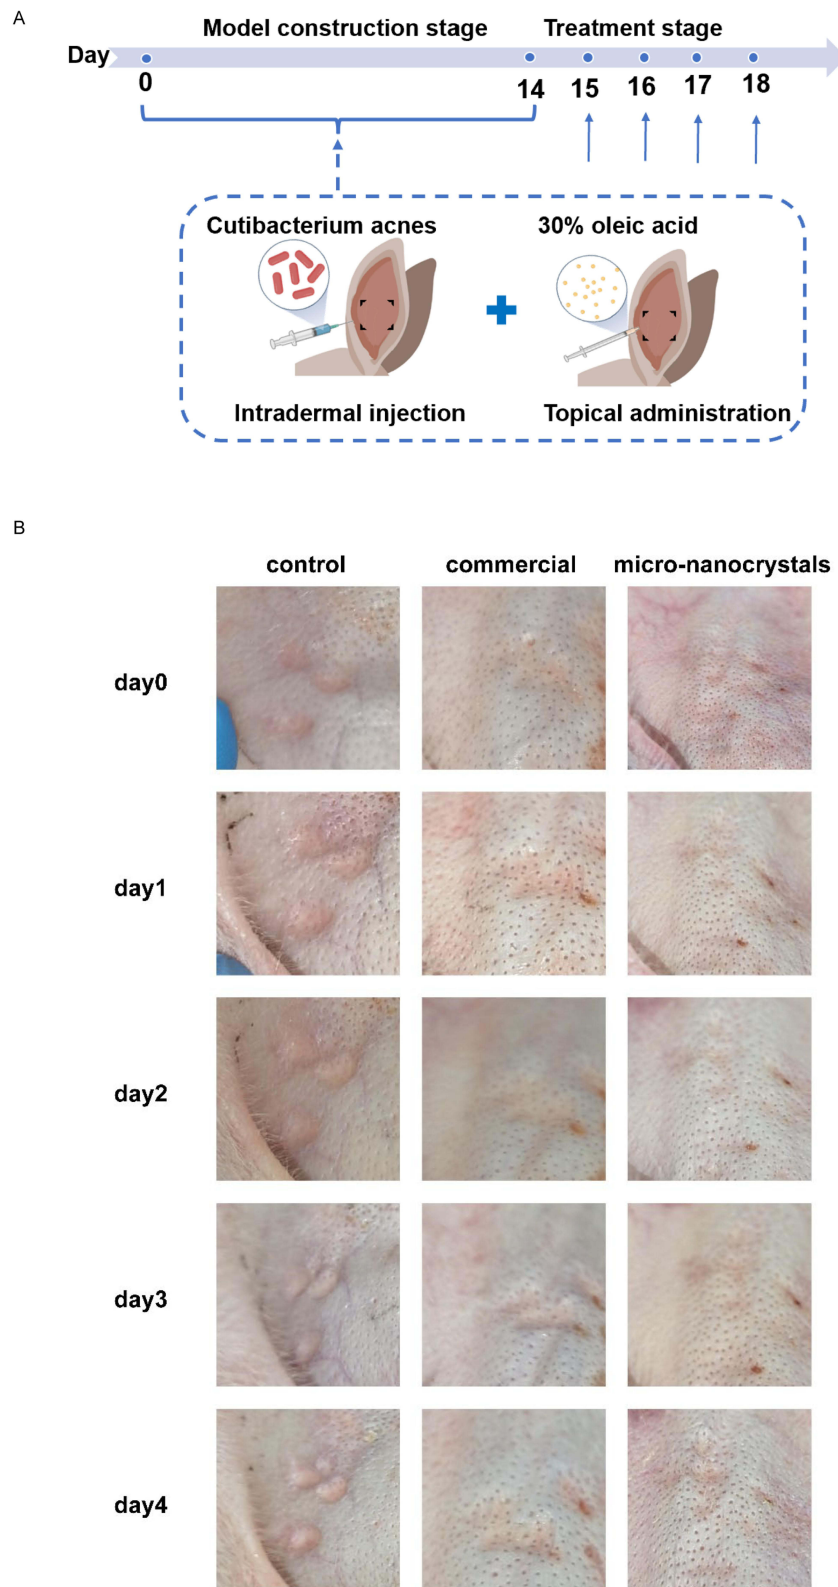 A
Model construction stage
Treatment stage
Day
0
14
15
16
17
18
Cutibacterium acnes
30% oleic acid
Intradermal injection
Topical administration
B
control
commercial
micro-nanocrystals
day0
day1
day2
day3
day4